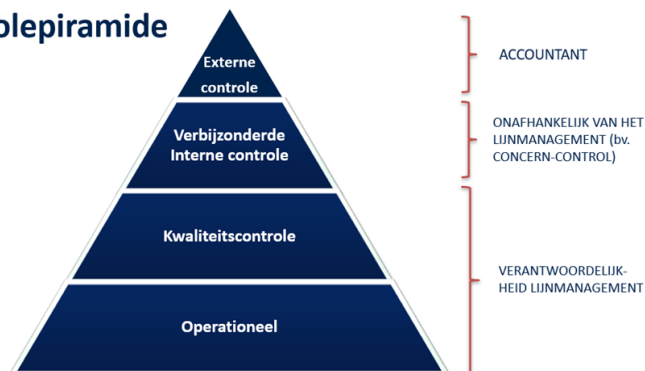 olepiramide
Externe
controle
ACCOUNTANT
Verbijzonderde
Interne controle
ONAFHANKELIJK VAN HET
LIJNMANAGEMENT (bv.
CONCERN-CONTROL)
Kwaliteitscontrole
Operationeel
VERANTWOORDELIJK-
HEID LIJNMANAGEMENT